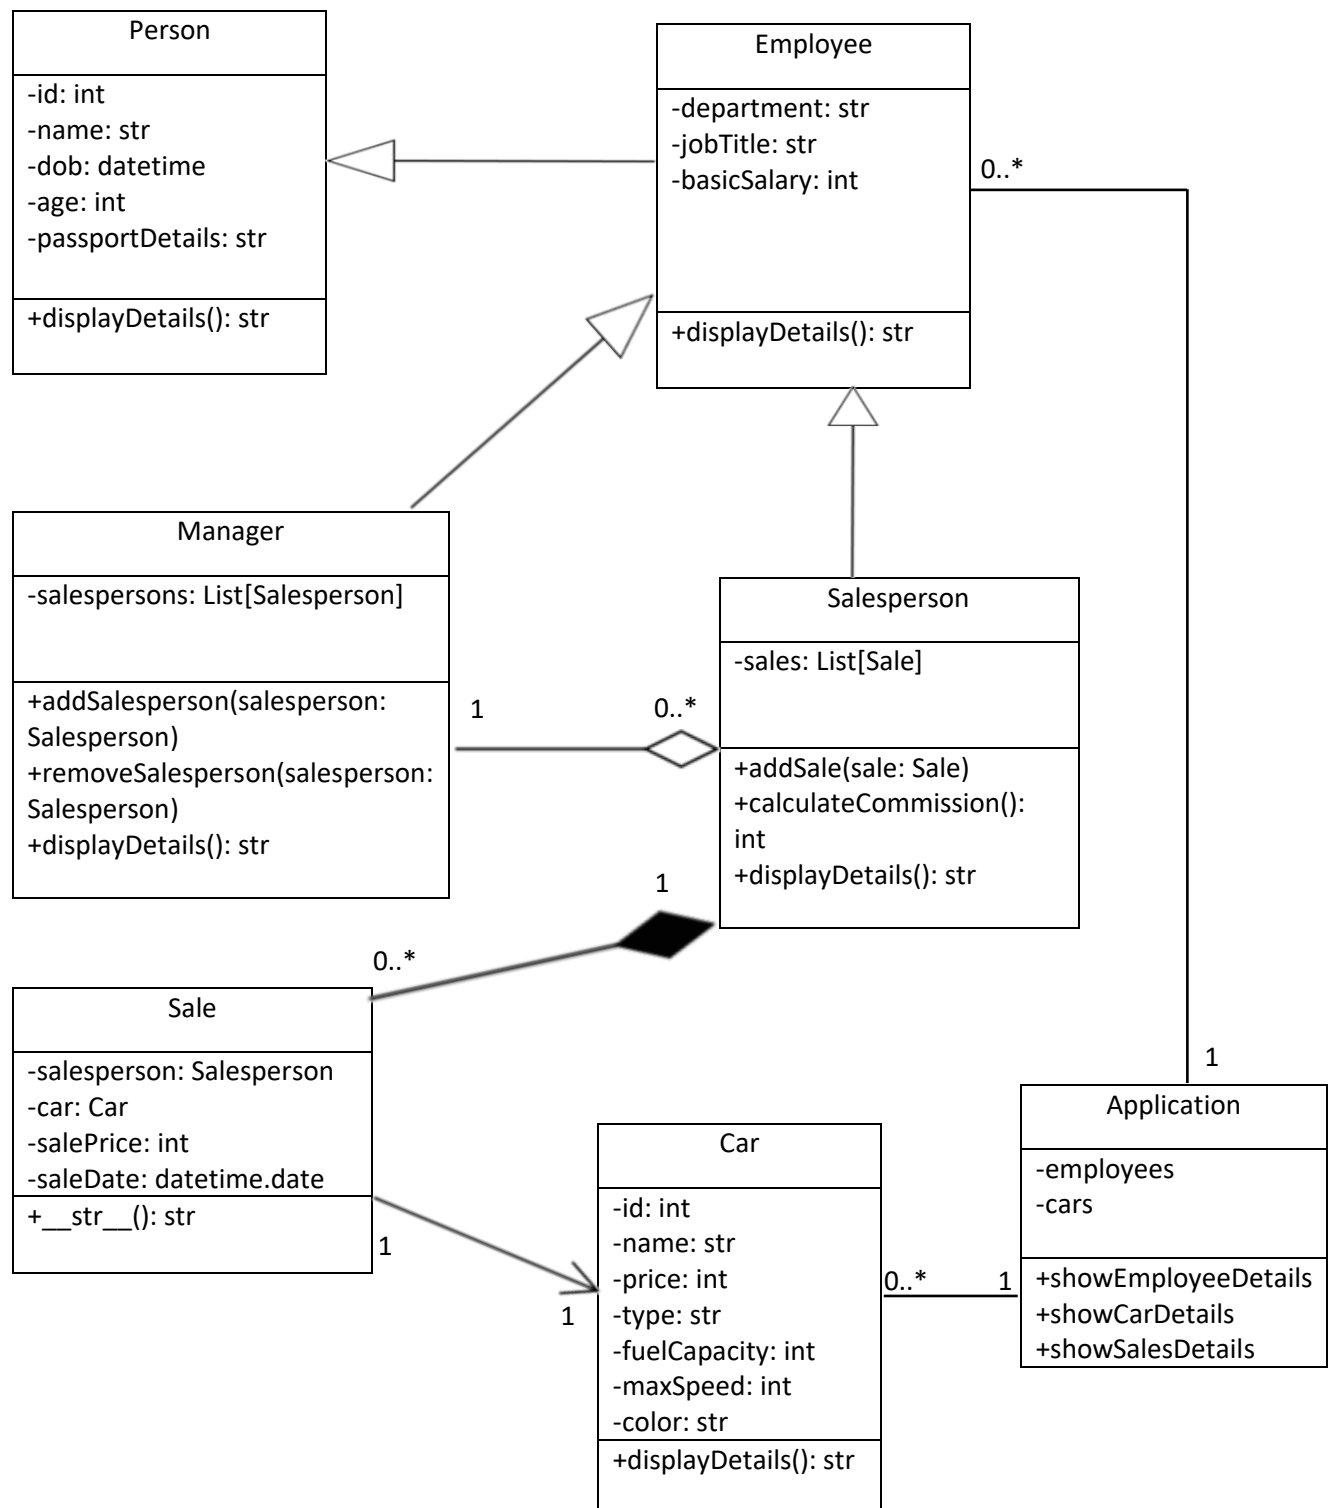 Person
-id: int
-name: str
-dob: datetime
-age: int
-passportDetails: str
+displayDetails(): str
Employee
-department: str
-jobTitle: str
-basicSalary: int
+displayDetails(): str
0..*
Manager
-salespersons: List[Salesperson]
+addSalesperson(salesperson:
Salesperson)
+removeSalesperson(salesperson:
Salesperson)
+displayDetails(): str
1
0..*
Salesperson
-sales: List[Sale]
+addSale(sale: Sale)
+calculateCommission():
int
+displayDetails(): str
1
0..*
Sale
-salesperson: Salesperson
-car: Car
-salePrice: int
-saleDate: datetime.date
+__str__(): str
1
1
Car
-id: int
-name: str
-price: int
-type: str
-fuelCapacity: int
-maxSpeed: int
-color: str
+displayDetails(): str
0..*
1
1
Application
-employees
-cars
+showEmployeeDetails
+showCarDetails
+showSalesDetails